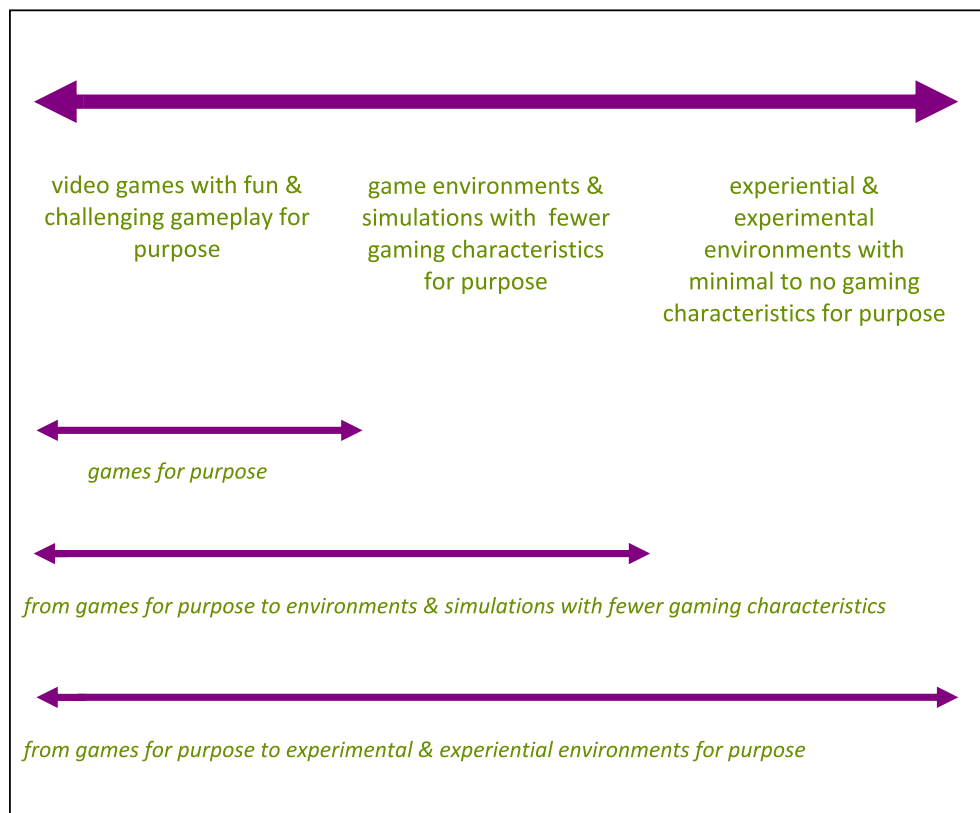 video games with fun &
challenging gameplay for
purpose
game environments &
simulations with  fewer
gaming characteristics
for purpose
experiential &
experimental
environments with
minimal to no gaming
characteristics for purpose
games for purpose
from games for purpose to environments & simulations with fewer gaming characteristics
from games for purpose to experimental & experiential environments for purpose